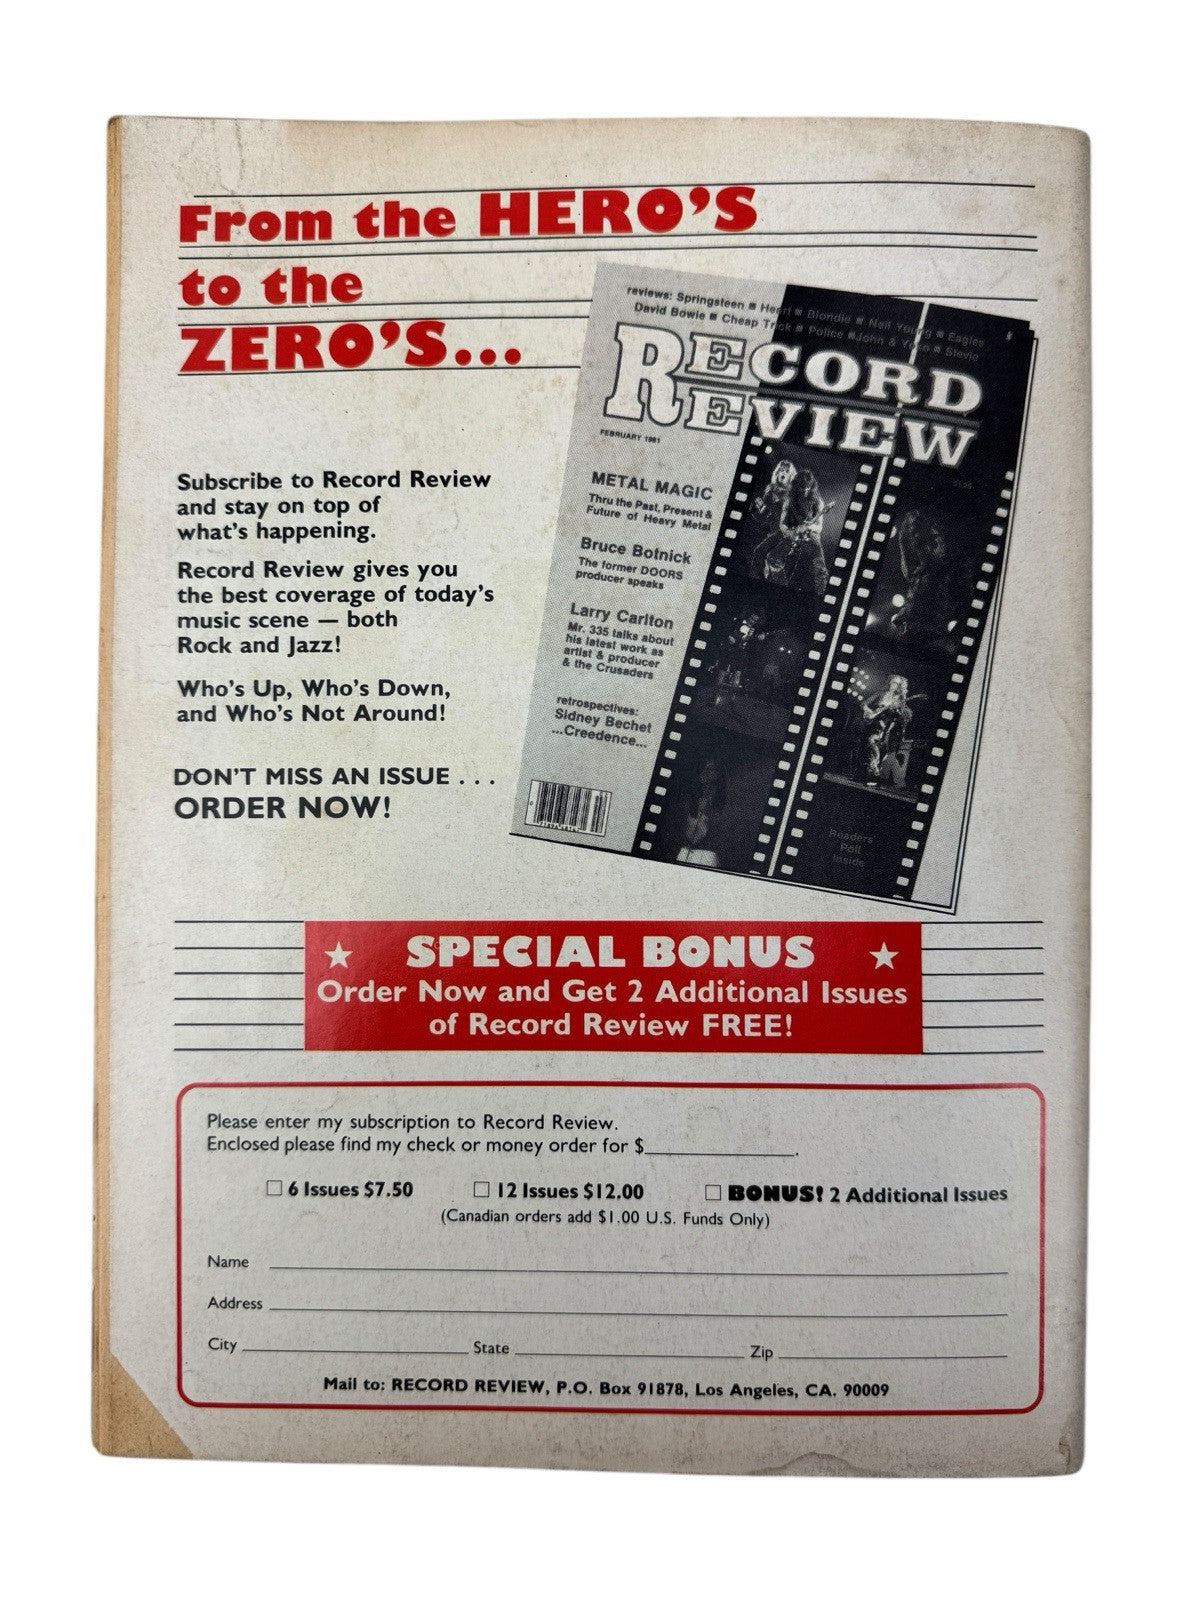 From the HERO'S
to the
ZERO'S...
reviews: Springsteen ■ Heart ■ Blondie ■ Neil Young ■ Eagles
David Bowie ■ Cheap Trick ■ Police ■ John & Yoko ■ Stevie
RECORD
REVIEW
FEBRUARY 1981
METAL MAGIC
Thru the Past, Present &
Future of Heavy Metal
Bruce Botnick
The former DOORS
producer speaks
Larry Carlton
Mr. 335 talks about
his latest work as
artist & producer
& the Crusaders
retrospectives:
Sidney Bechet
...Creedence...
Readers'
Poll
Inside
Subscribe to Record Review
and stay on top of
what's happening.
Record Review gives you
the best coverage of today's
music scene — both
Rock and Jazz!
Who's Up, Who's Down,
and Who's Not Around!
DON'T MISS AN ISSUE . . .
ORDER NOW!
SPECIAL BONUS
Order Now and Get 2 Additional Issues
of Record Review FREE!
Please enter my subscription to Record Review.
Enclosed please find my check or money order for $______________.
☐ 6 Issues $7.50 ☐ 12 Issues $12.00 ☐ BONUS! 2 Additional Issues
(Canadian orders add $1.00 U.S. Funds Only)
Name
Address
City State Zip
Mail to: RECORD REVIEW, P.O. Box 91878, Los Angeles, CA. 90009